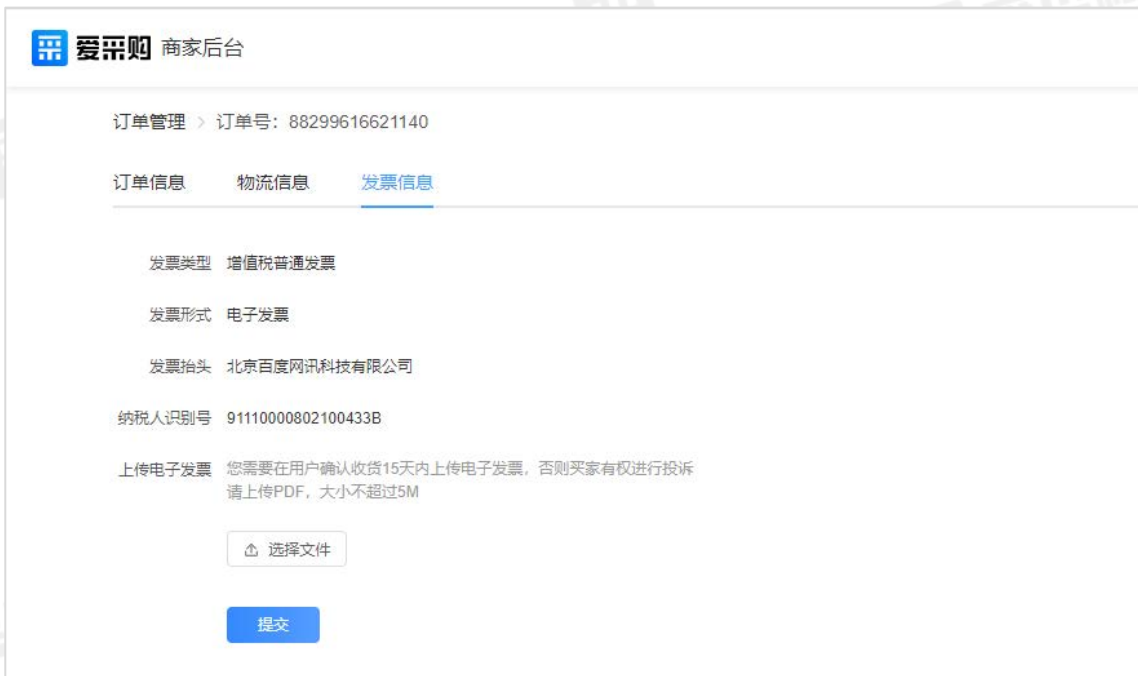 采 爱采购 商家后台
订单管理 > 订单号：88299616621140
订单信息 物流信息 发票信息
发票类型 增值税普通发票
发票形式 电子发票
发票抬头 北京百度网讯科技有限公司
纳税人识别号 91110000802100433B
上传电子发票 您需要在用户确认收货15天内上传电子发票，否则买家有权进行投诉
请上传PDF，大小不超过5M
选择文件
提交